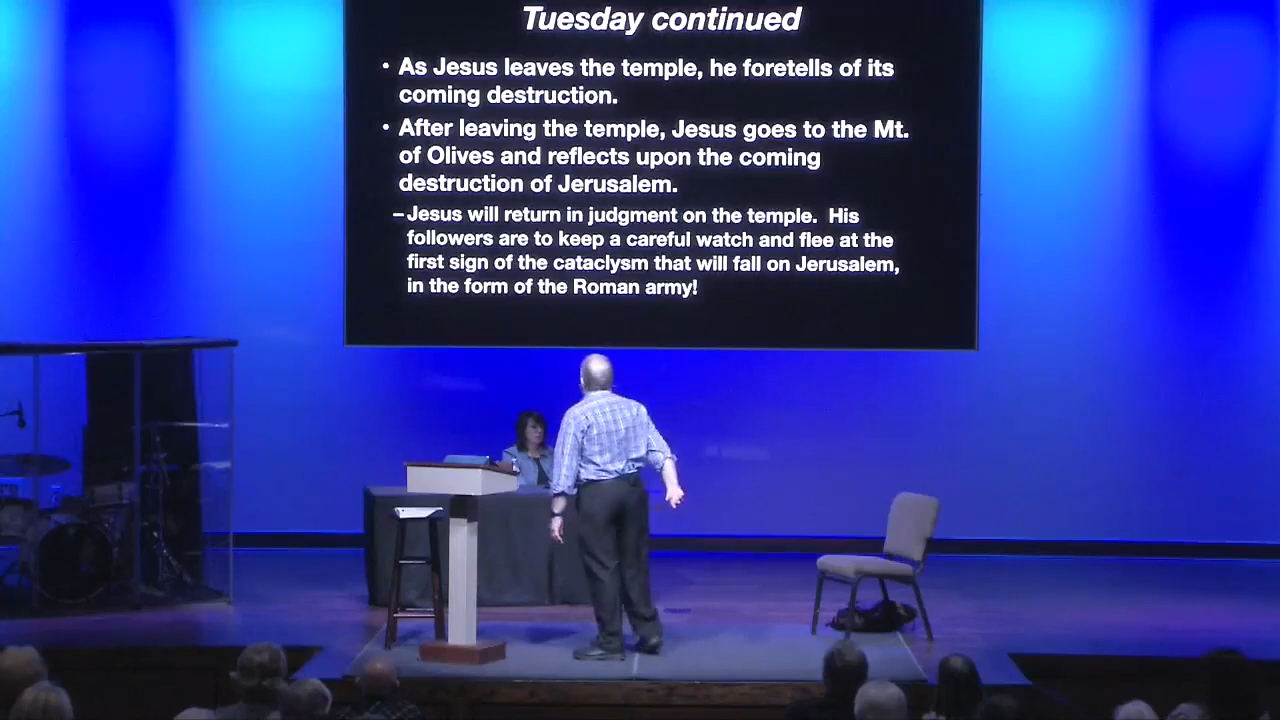 Tuesday continued
• As Jesus leaves the temple, he foretells of its
coming destruction.
• After leaving the temple, Jesus goes to the Mt.
of Olives and reflects upon the coming
destruction of Jerusalem.
– Jesus will return in judgment on the temple. His
followers are to keep a careful watch and flee at the
first sign of the cataclysm that will fall on Jerusalem,
in the form of the Roman army!